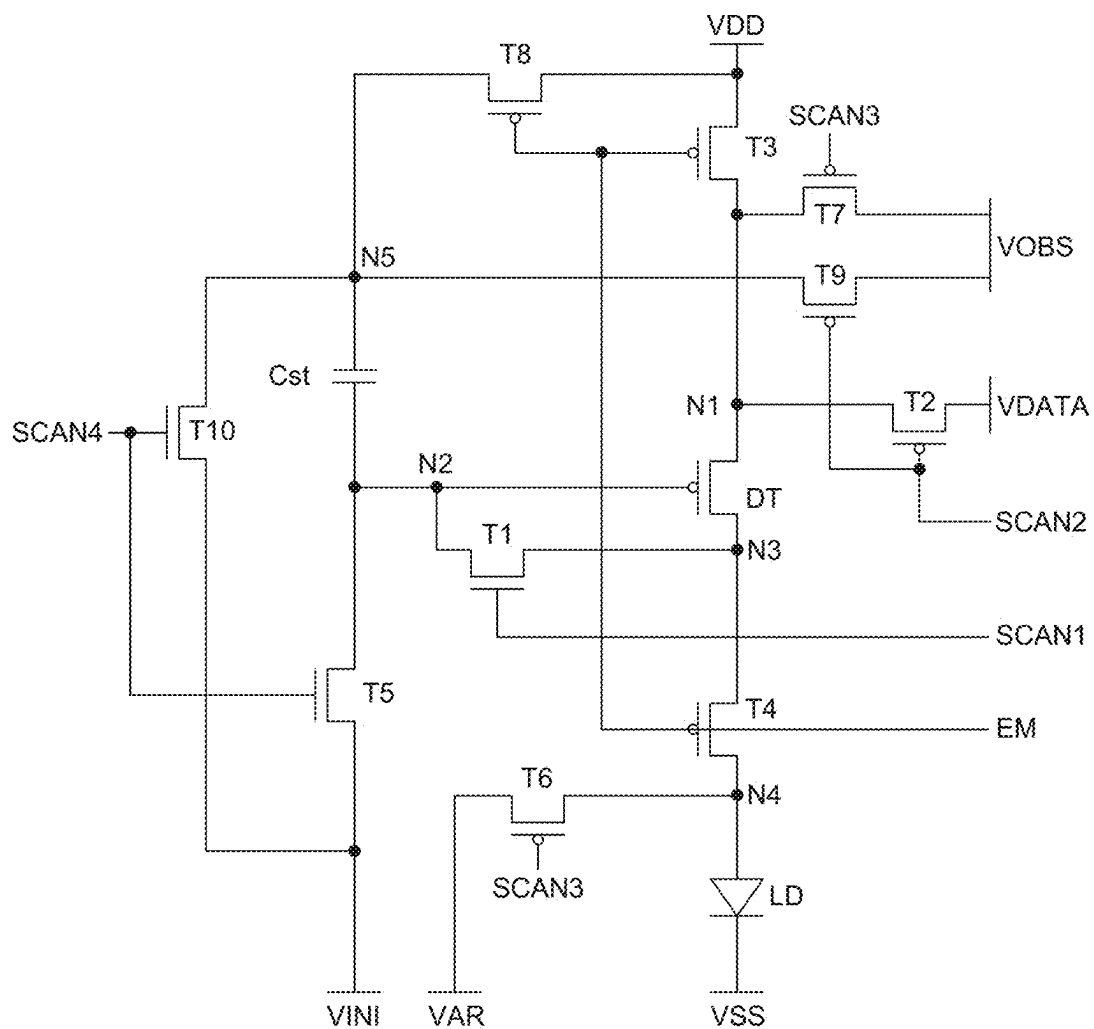 VDD
T8
SCAN3
T3
T7
VOBS
N5
T9
Cst
N1
T2
VDATA
SCAN4
T10
N2
DT
SCAN2
T1
N3
SCAN1
T5
T4
EM
T6
N4
SCAN3
LD
VINI
VAR
VSS